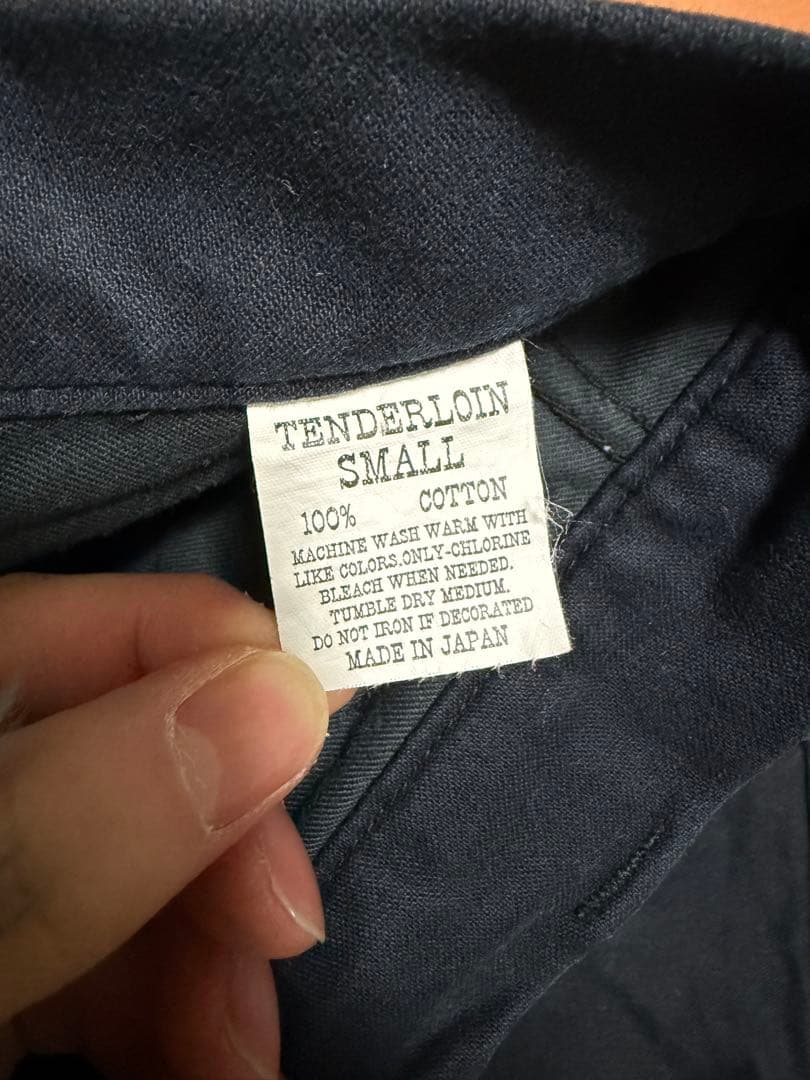 TENDERLOIN
SMALL
100% COTTON
MACHINE WASH WARM WITH
LIKE COLORS.ONLY-CHLORINE
BLEACH WHEN NEEDED.
TUMBLE DRY MEDIUM.
DO NOT IRON IF DECORATED
MADE IN JAPAN